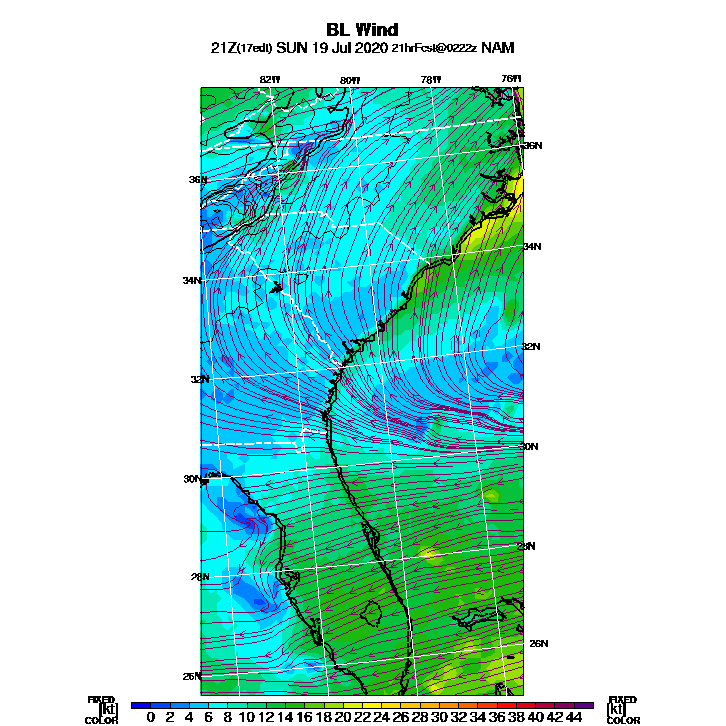 BL Wind
21Z(17edt) SUN 19 Jul 2020 21hrFcst@0222z NAM
82W 80W 78W 76W
36N 36N
34N 34N
32N 32N
30N 30N
28N 28N
26N 26N
FIXED FIXED
[kt] 0 2 4 6 8 10 12 14 16 18 20 22 24 26 28 30 32 34 36 38 40 42 44 [kt]
COLOR COLOR